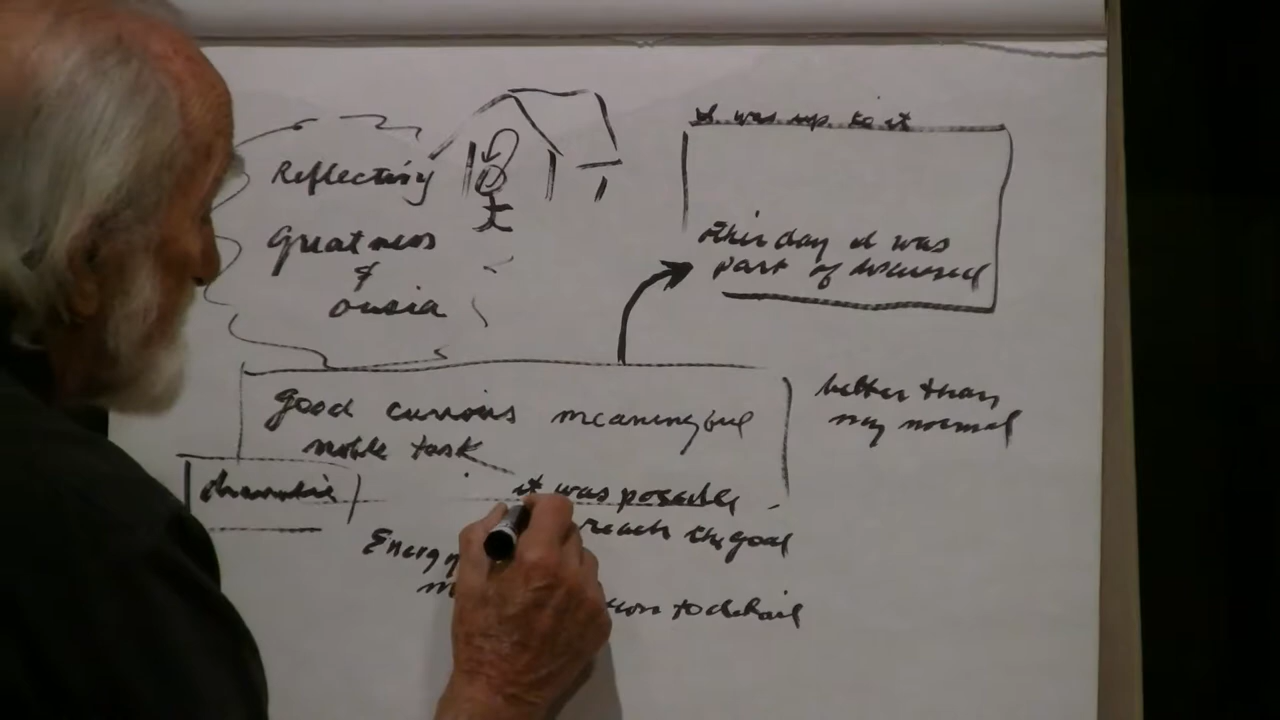 Reflecting
Greatness
&
ousia
it was up to it
this day it was
part of
good curious meaningful
noble task
better than
my normal
it was possible
reach the goal
Energy
to detail